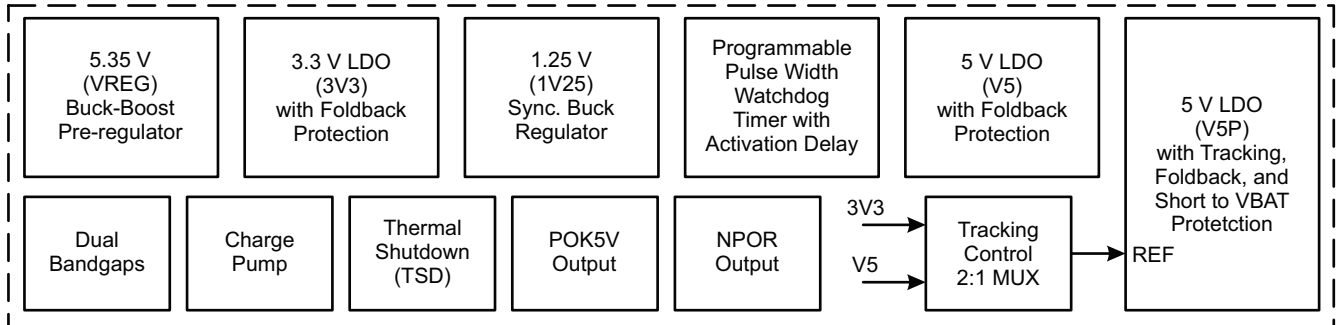 5.35 V
(VREG)
Buck-Boost
Pre-regulator
3.3 V LDO
(3V3)
with Foldback
Protection
1.25 V
(1V25)
Sync. Buck
Regulator
Programmable
Pulse Width
Watchdog
Timer with
Activation Delay
5 V LDO
(V5)
with Foldback
Protection
5 V LDO
(V5P)
with Tracking,
Foldback, and
Short to VBAT
Protetction
REF
Dual
Bandgaps
Charge
Pump
Thermal
Shutdown
(TSD)
POK5V
Output
NPOR
Output
3V3
V5
Tracking
Control
2:1 MUX